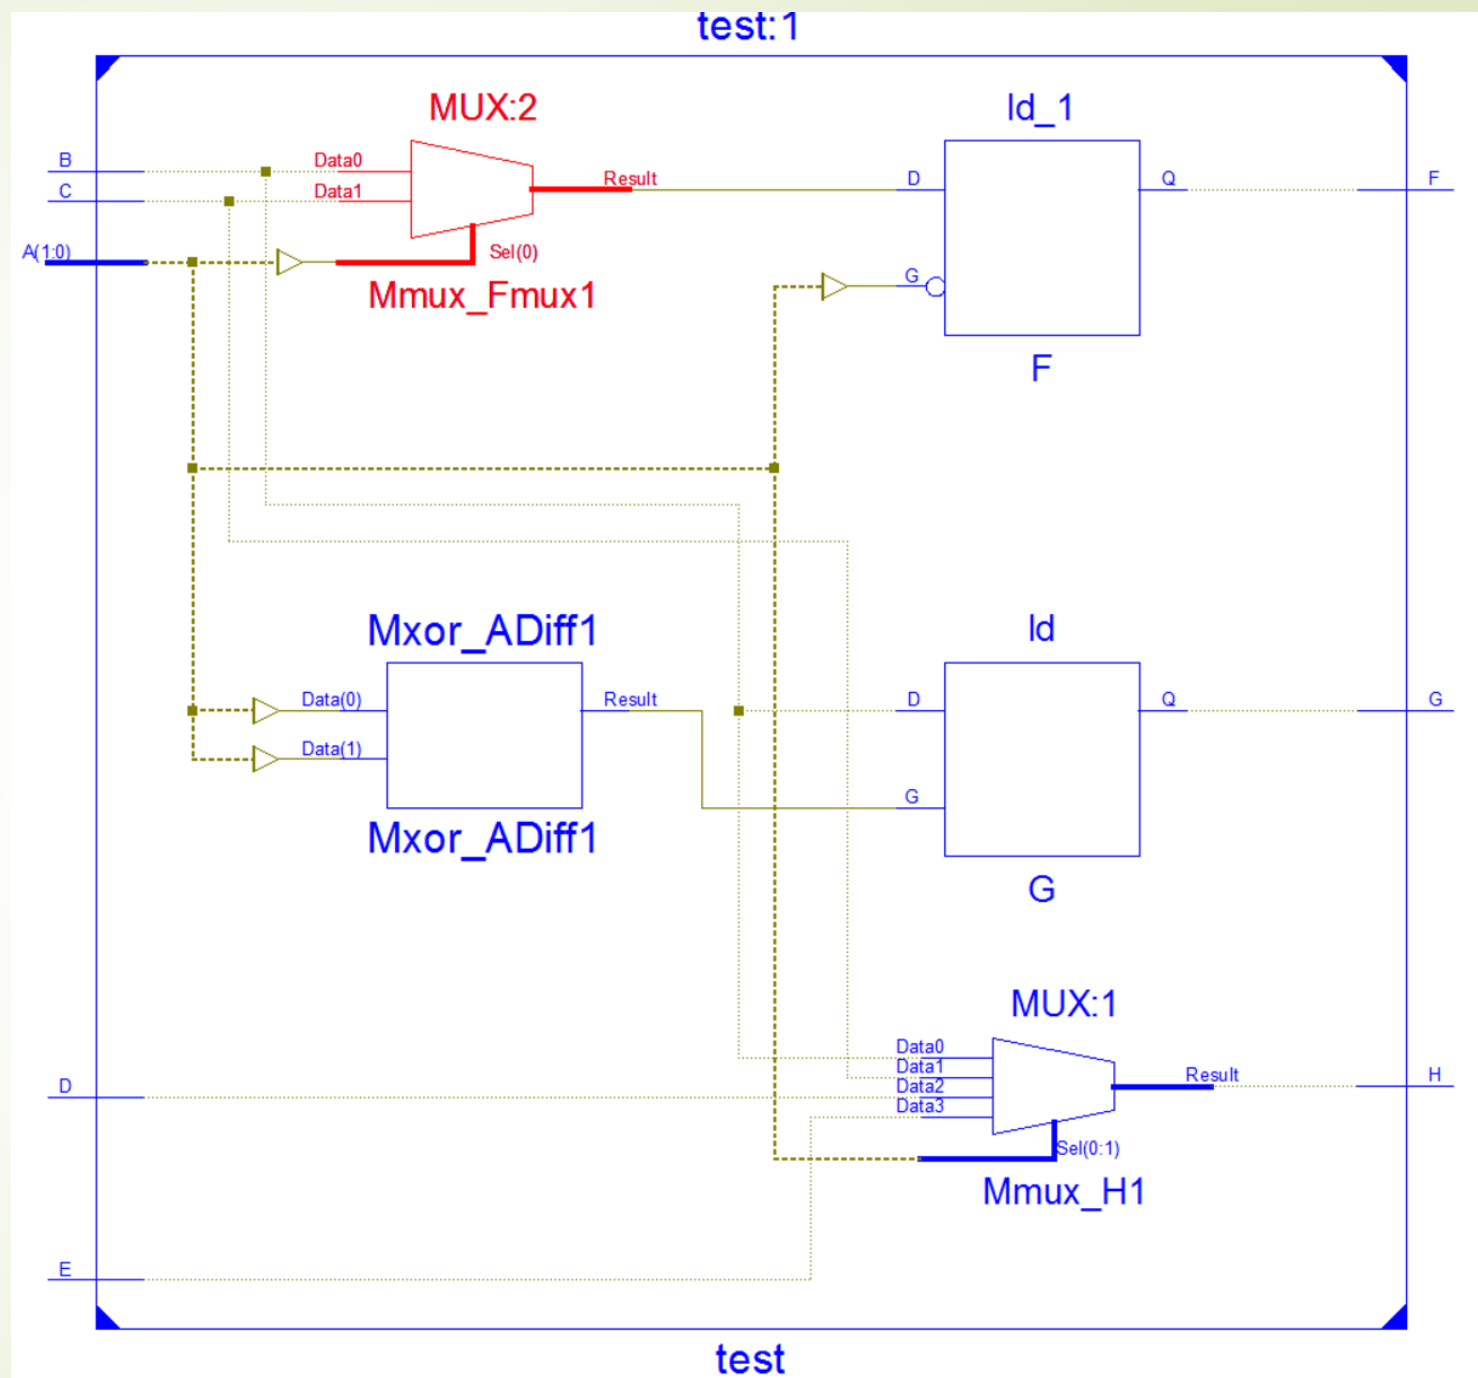 test:1
MUX:2
ld_1
B
Data0
Result
D
Q
F
C
Data1
A(1:0)
Sel(0)
G
Mmux_Fmux1
F
Mxor_ADiff1
ld
Data(0)
Result
D
Q
G
Data(1)
G
Mxor_ADiff1
G
MUX:1
Data0
Data1
Result
H
D
Data2
Data3
Sel(0:1)
Mmux_H1
E
test